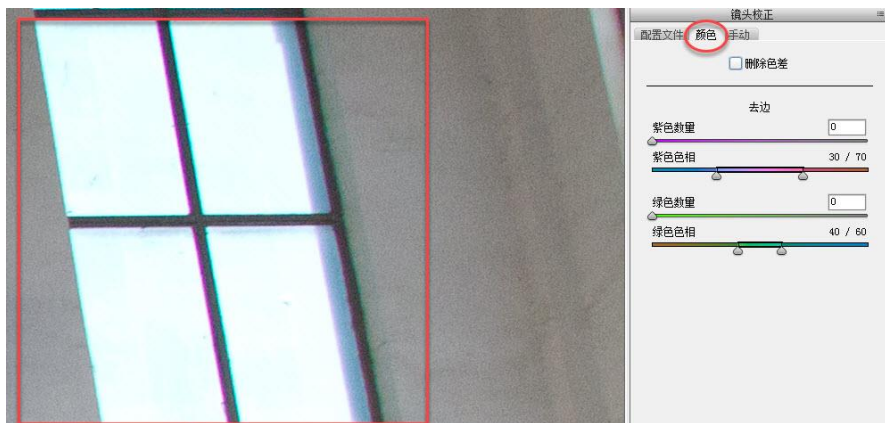 镜头校正
配置文件 颜色 手动
删除色差
去边
紫色数量 0
紫色色相 30 / 70
绿色数量 0
绿色色相 40 / 60